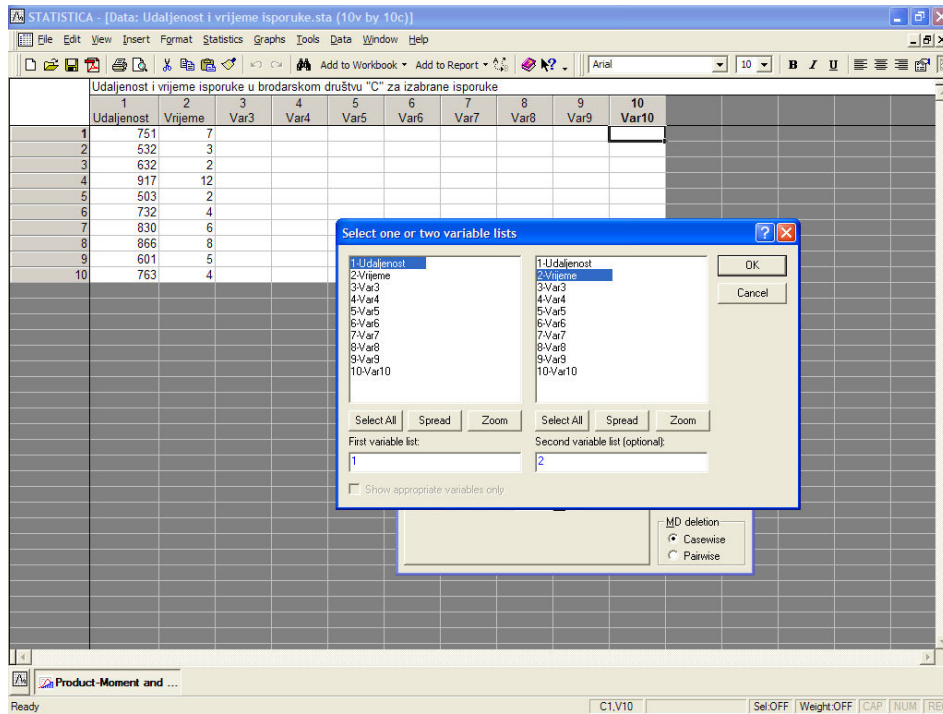 STATISTICA - [Data: Udaljenost i vrijeme isporuke.sta (10v by 10c)]
File Edit View Insert Format Statistics Graphs Tools Data Window Help
Add to Workbook Add to Report Arial 10 B I U
Udaljenost i vrijeme isporuke u brodarskom društvu "C" za izabrane isporuke
1 2 3 4 5 6 7 8 9 10
Udaljenost Vrijeme Var3 Var4 Var5 Var6 Var7 Var8 Var9 Var10
1 751 7
2 532 3
3 632 2
4 917 12
5 503 2
6 732 4
7 830 6
8 866 8
9 601 5
10 763 4
Select one or two variable lists
1-Udaljenost
2-Vrijeme
3-Var3
4-Var4
5-Var5
6-Var6
7-Var7
8-Var8
9-Var9
10-Var10
1-Udaljenost
2-Vrijeme
3-Var3
4-Var4
5-Var5
6-Var6
7-Var7
8-Var8
9-Var9
10-Var10
OK
Cancel
Select All Spread Zoom
Select All Spread Zoom
First variable list:
1
Second variable list (optional):
2
Show appropriate variables only
MD deletion
Casewise
Pairwise
Product-Moment and ...
Ready C1,V10 Sel:OFF Weight:OFF CAP NUM RE